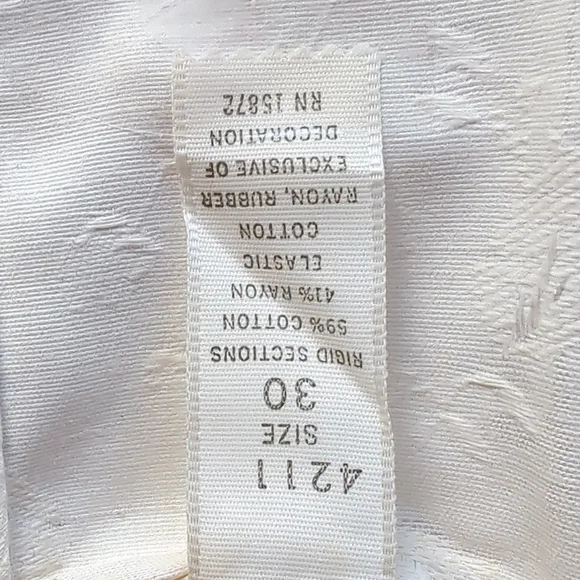 4211
SIZE
30
RIGID SECTIONS
59% COTTON
41% RAYON
ELASTIC
COTTON
RAYON, RUBBER
EXCLUSIVE OF
DECORATION
RN 15872